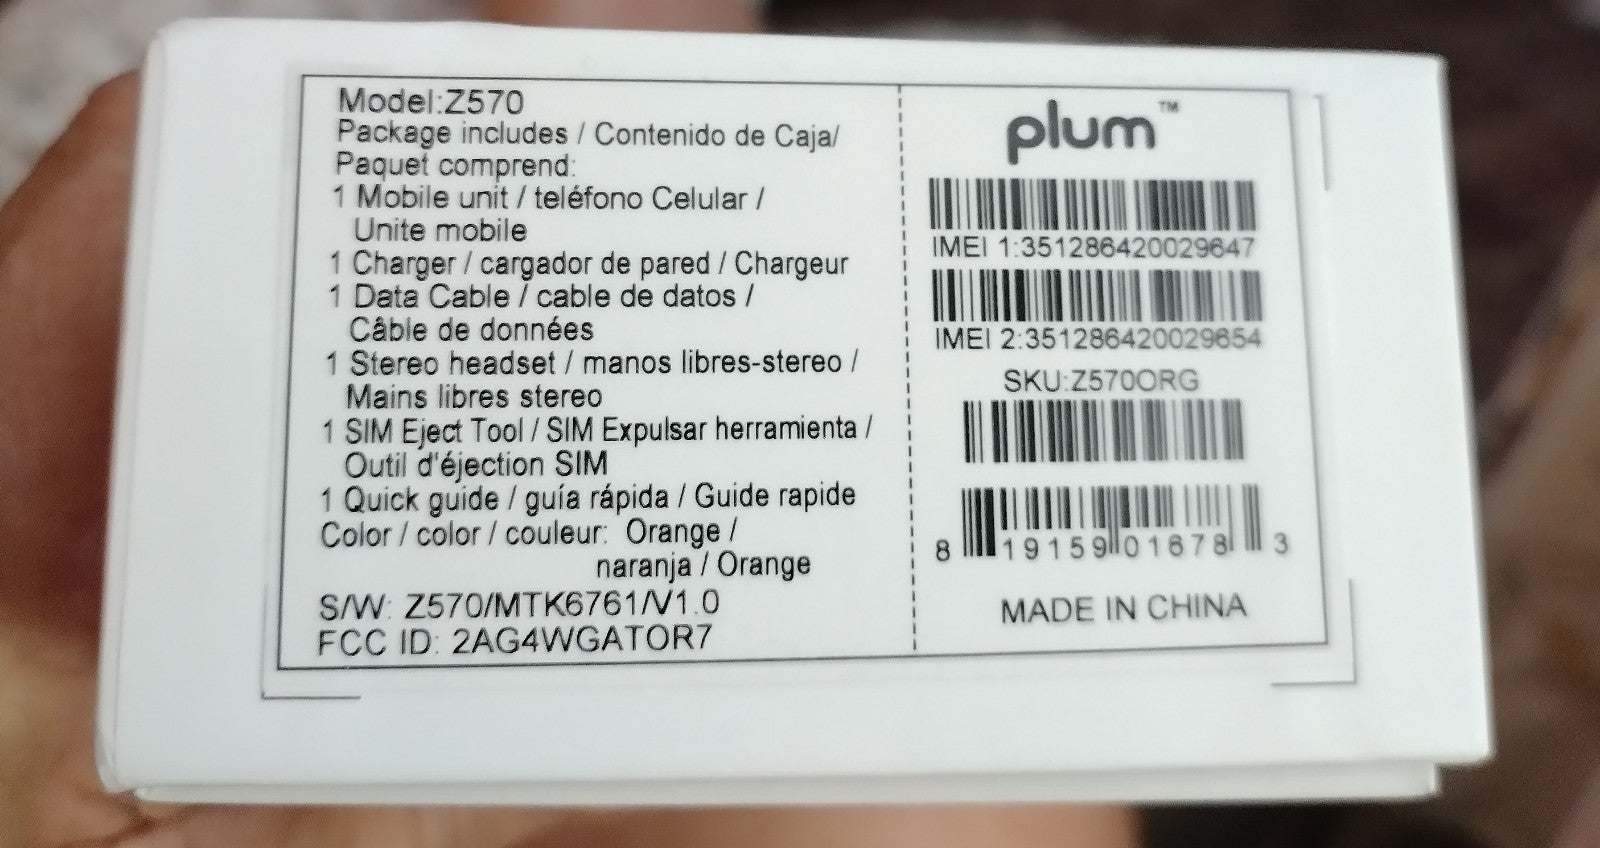 Model:Z570
Package includes / Contenido de Caja/
Paquet comprend:
1 Mobile unit / teléfono Celular /
Unite mobile
1 Charger / cargador de pared / Chargeur
1 Data Cable / cable de datos /
Câble de données
1 Stereo headset / manos libres-stereo /
Mains libres stereo
1 SIM Eject Tool / SIM Expulsar herramienta /
Outil d'éjection SIM
1 Quick guide / guía rápida / Guide rapide
Color / color / couleur: Orange /
naranja / Orange
S/W: Z570/MTK6761/V1.0
FCC ID: 2AG4WGATOR7
plum™
IMEI 1:351286420029647
IMEI 2:351286420029654
SKU:Z570ORG
8 19159 01678 3
MADE IN CHINA